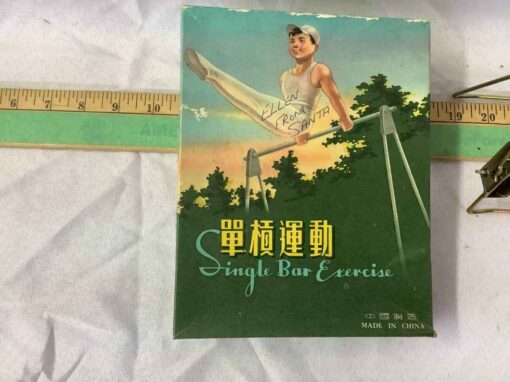 ELLEN
FROM
SANTA
單槓運動
Single Bar Exercise
中國製造
MADE IN CHINA
7
8
9
10
19
20